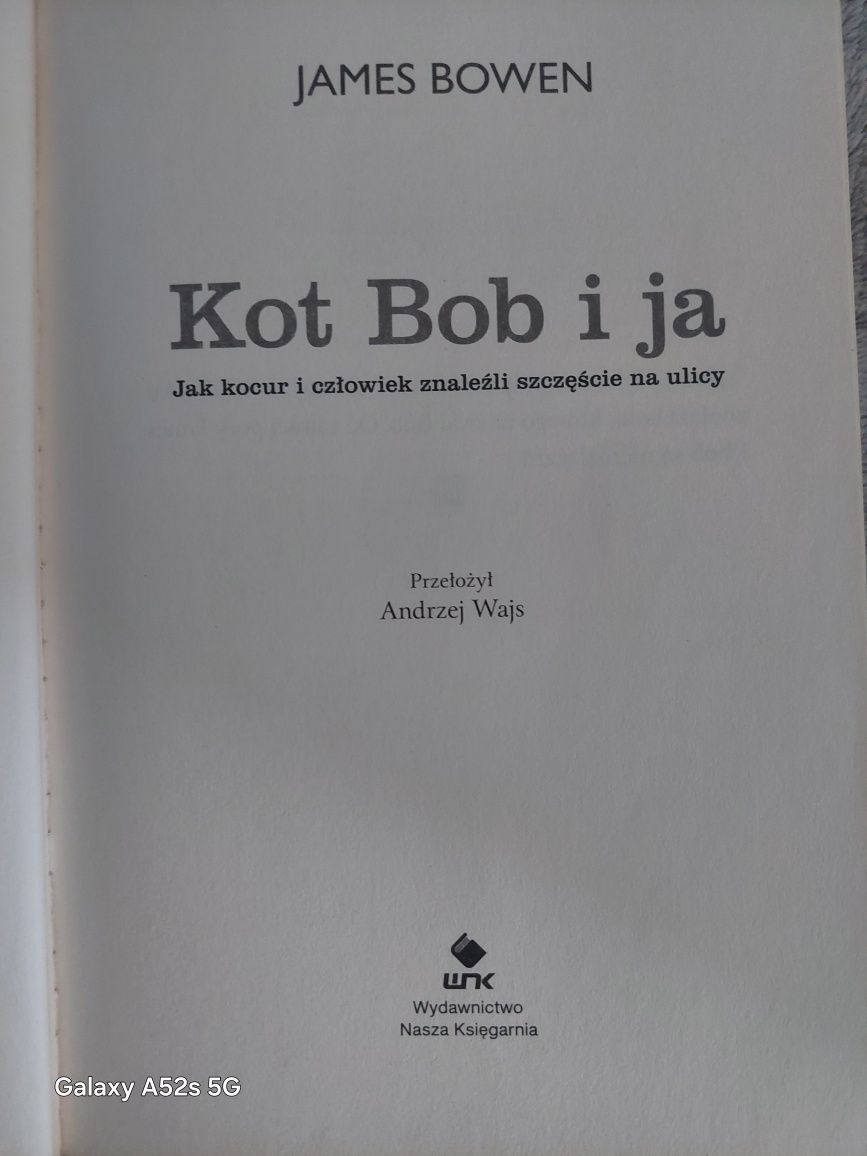 JAMES BOWEN
Kot Bob i ja
Jak kocur i człowiek znaleźli szczęście na ulicy
Przełożył
Andrzej Wajs
Wydawnictwo
Nasza Księgarnia
Galaxy A52s 5G